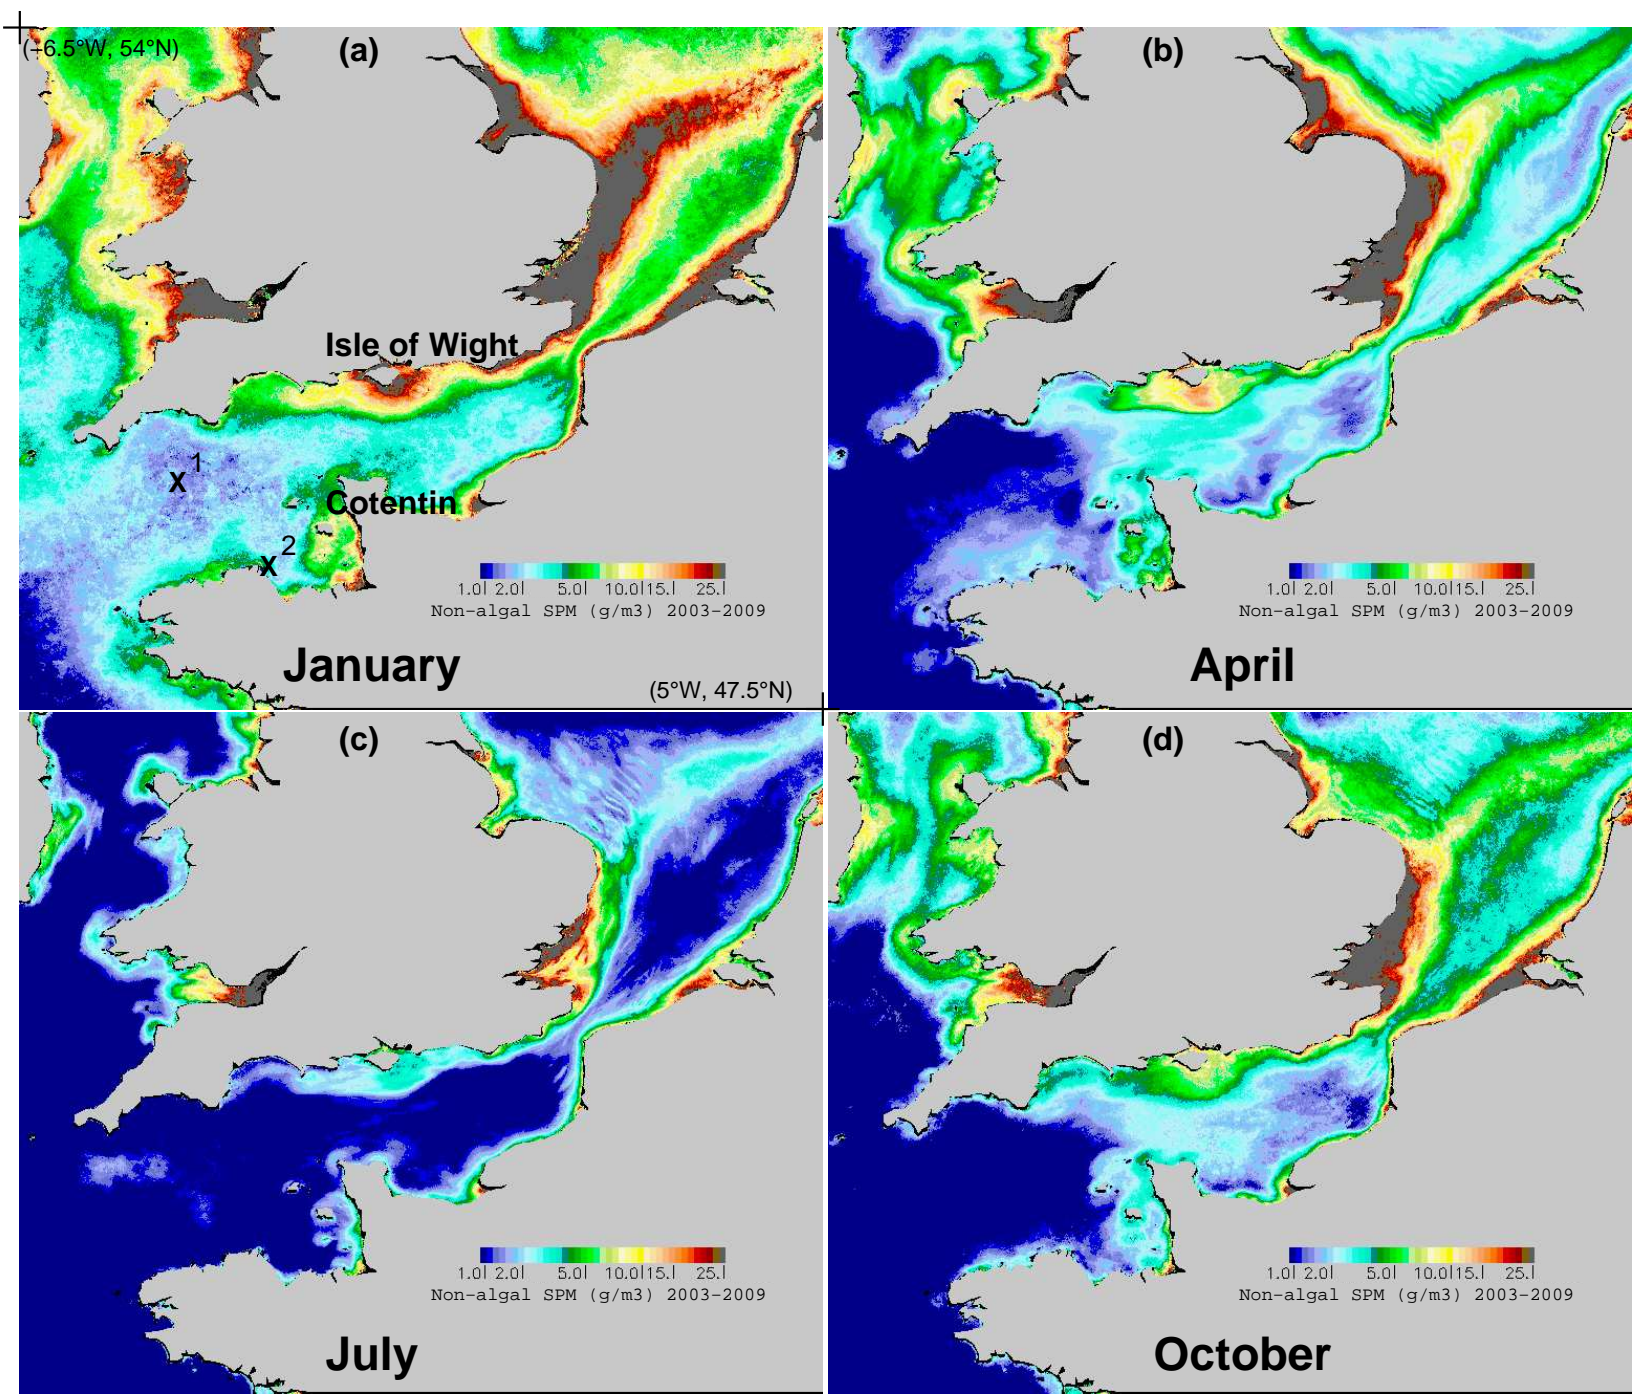 (−6.5°W, 54°N)
(a)
Isle of Wight
1
X
Cotentin
2
X
1.0 2.0 5.0 10.0 15. 25.
Non-algal SPM (g/m3) 2003-2009
January
(5°W, 47.5°N)
(b)
1.0 2.0 5.0 10.0 15. 25.
Non-algal SPM (g/m3) 2003-2009
April
(c)
1.0 2.0 5.0 10.0 15. 25.
Non-algal SPM (g/m3) 2003-2009
July
(d)
1.0 2.0 5.0 10.0 15. 25.
Non-algal SPM (g/m3) 2003-2009
October